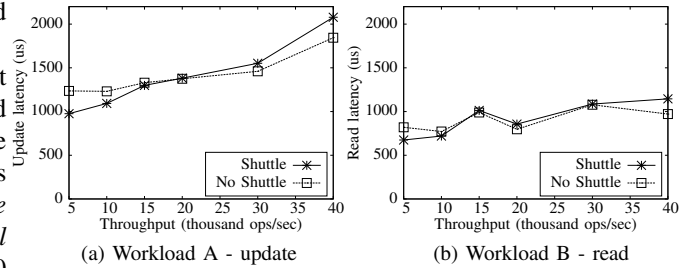 d
t
d
e
s
e
l
)
2000
1500
1000
500
0
Update latency (us)
Shuttle
No Shuttle
5 10 15 20 25 30 35 40
Throughput (thousand ops/sec)
(a) Workload A - update
2000
1500
1000
500
0
Read latency (us)
Shuttle
No Shuttle
5 10 15 20 25 30 35 40
Throughput (thousand ops/sec)
(b) Workload B - read